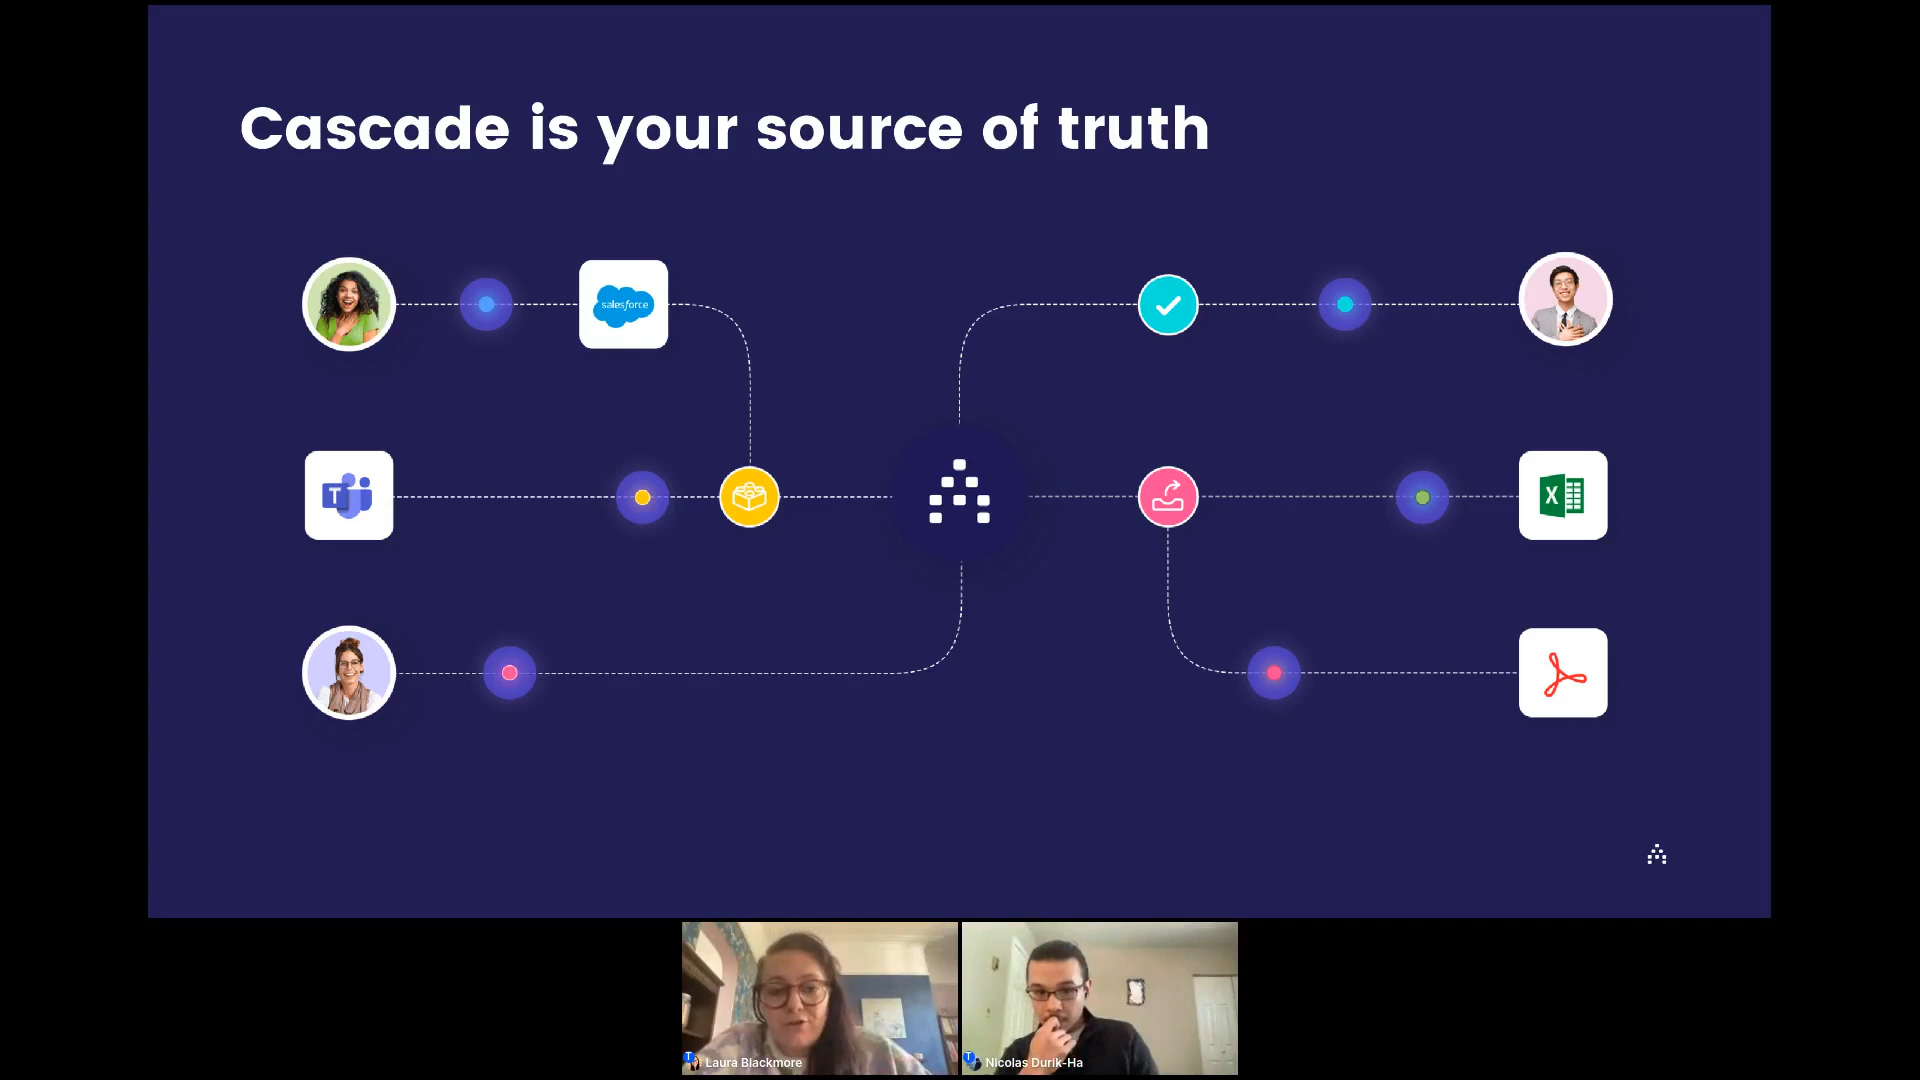 Cascade is your source of truth
salesforce
T
X
T
Laura Blackmore
T
Nicolas Durik-Ha